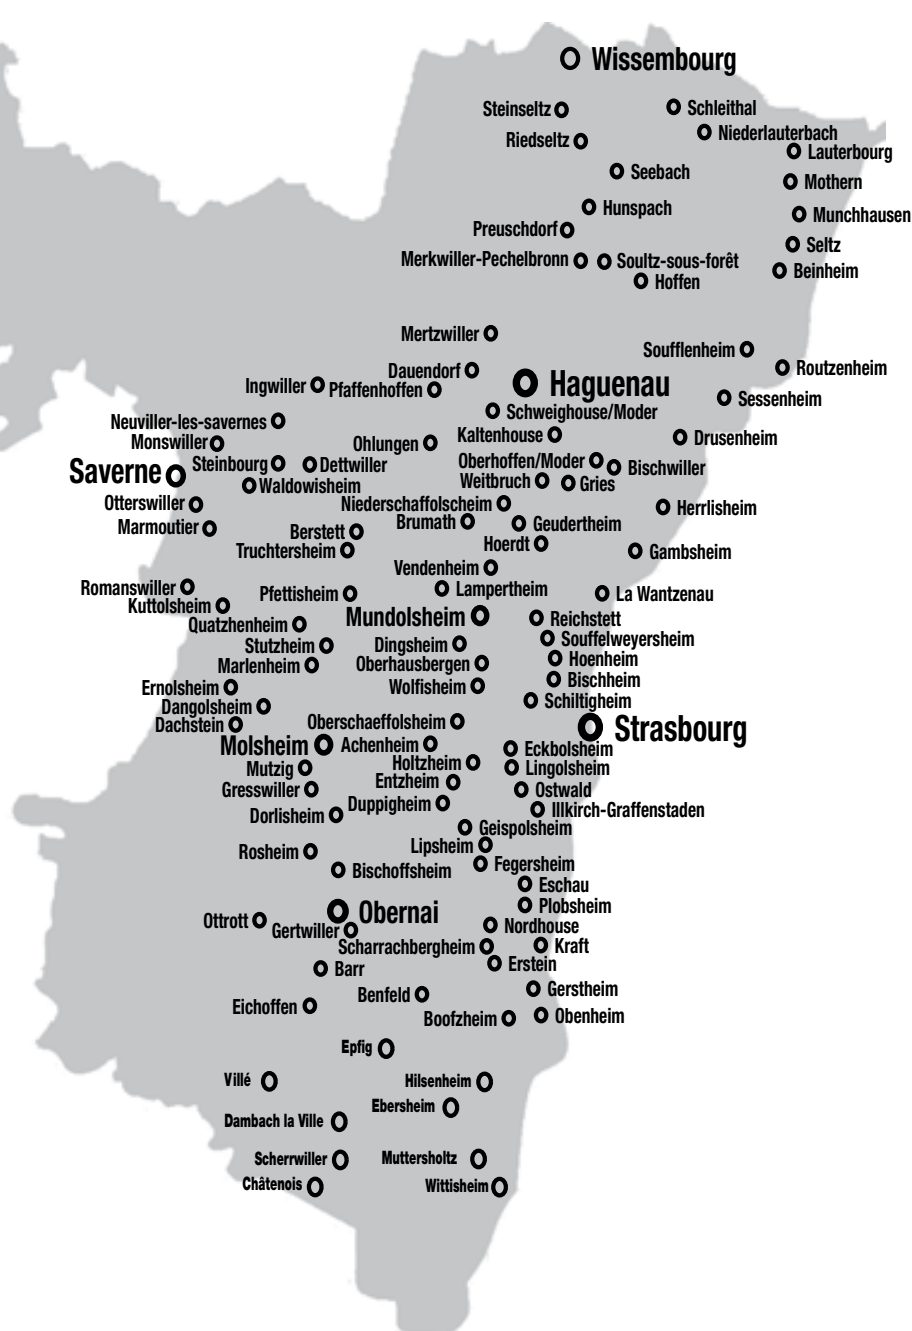 Wissembourg
Steinseltz
Schleithal
Niederlauterbach
Riedseltz
Lauterbourg
Seebach
Mothern
Hunspach
Munchhausen
Preuschdorf
Seltz
Merkwiller-Pechelbronn
Soultz-sous-forêt
Beinheim
Hoffen
Mertzwiller
Soufflenheim
Routzenheim
Dauendorf
Haguenau
Ingwiller
Pfaffenhoffen
Sessenheim
Schweighouse/Moder
Neuviller-les-savernes
Kaltenhouse
Drusenheim
Monswiller
Ohlungen
Oberhoffen/Moder
Steinbourg
Dettwiller
Bischwiller
Saverne
Weitbruch
Gries
Waldowisheim
Otterswiller
Niederschaffolscheim
Herrlisheim
Brumath
Geudertheim
Marmoutier
Berstett
Hoerdt
Truchtersheim
Gambsheim
Vendenheim
Romanswiller
Lampertheim
Pfettisheim
La Wantzenau
Kuttolsheim
Mundolsheim
Reichstett
Quatzhenheim
Souffelweyersheim
Stutzheim
Dingsheim
Hoenheim
Marlenheim
Oberhausbergen
Bischheim
Ernolsheim
Wolfisheim
Schiltigheim
Dangolsheim
Dachstein
Oberschaeffolsheim
Strasbourg
Molsheim
Achenheim
Eckbolsheim
Mutzig
Holtzheim
Lingolsheim
Gresswiller
Entzheim
Ostwald
Duppigheim
Illkirch-Graffenstaden
Dorlisheim
Geispolsheim
Lipsheim
Rosheim
Fegersheim
Bischoffsheim
Eschau
Plobsheim
Obernai
Ottrott
Nordhouse
Gertwiller
Scharrachbergheim
Kraft
Erstein
Barr
Gerstheim
Benfeld
Eichoffen
Boofzheim
Obenheim
Epfig
Villé
Hilsenheim
Ebersheim
Dambach la Ville
Scherrwiller
Muttersholtz
Châtenois
Wittisheim